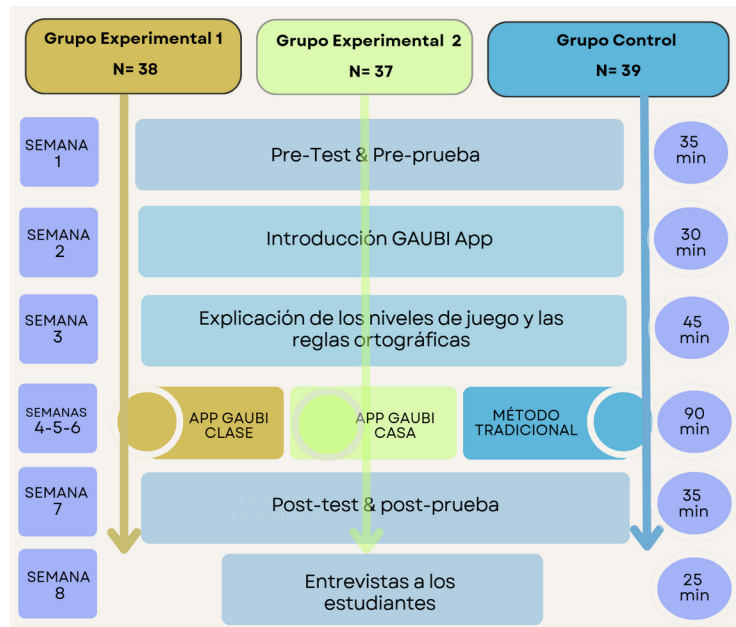 Grupo Experimental 1
N= 38
Grupo Experimental 2
N= 37
Grupo Control
N= 39
SEMANA
1
Pre-Test & Pre-prueba
35
min
SEMANA
2
Introducción GAUBI App
30
min
SEMANA
3
Explicación de los niveles de juego y las
reglas ortográficas
45
min
SEMANAS
4-5-6
APP GAUBI
CLASE
APP GAUBI
CASA
MÉTODO
TRADICIONAL
90
min
SEMANA
7
Post-test & post-prueba
35
min
SEMANA
8
Entrevistas a los
estudiantes
25
min